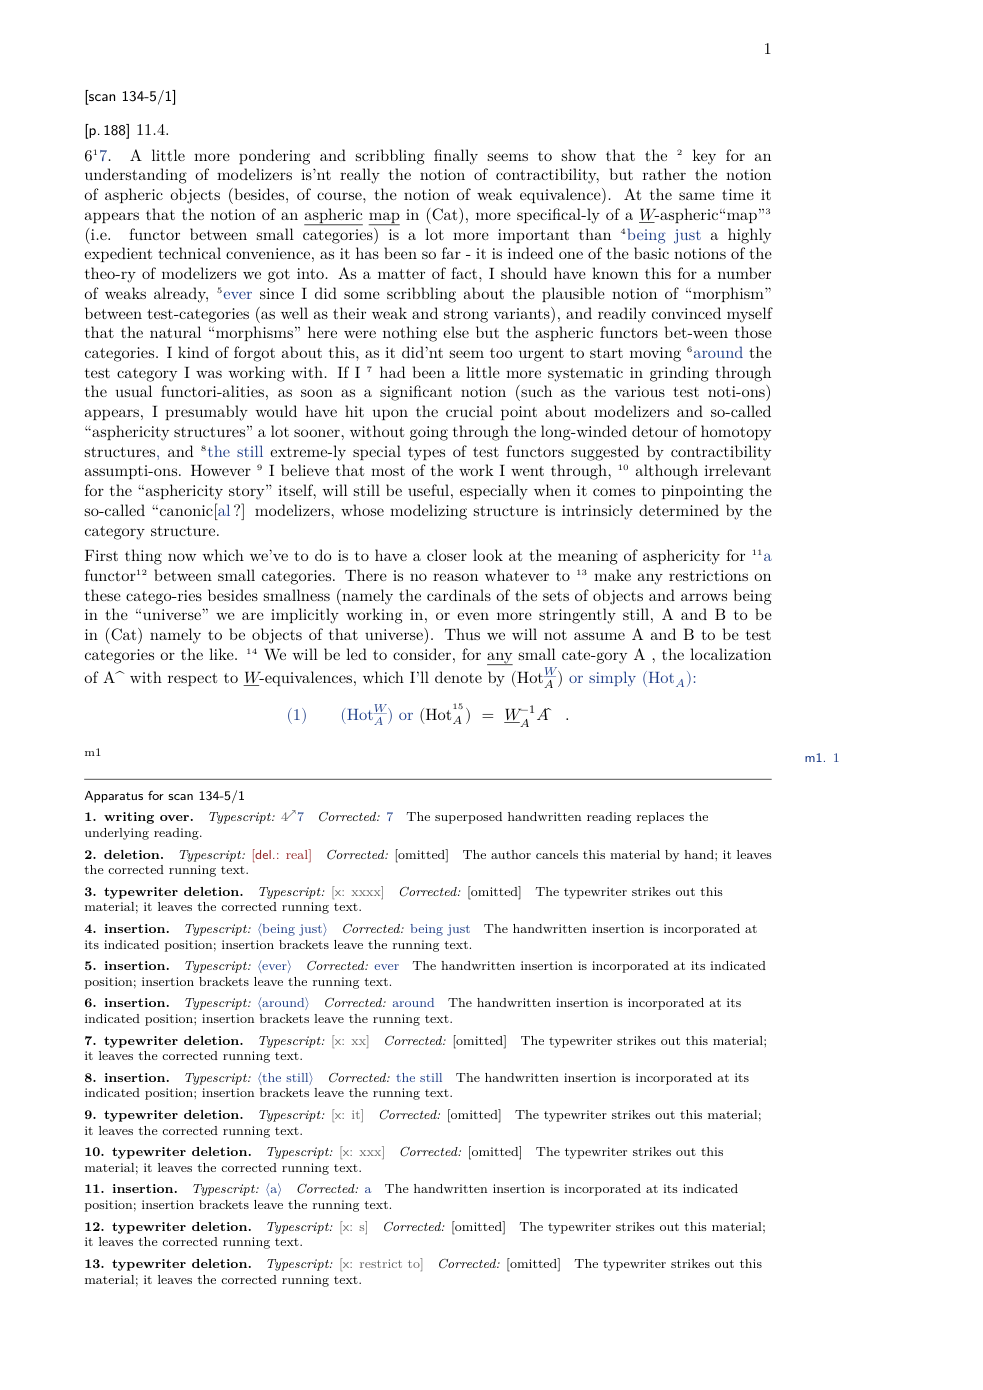 1
[scan 134-5/1]
[p. 188] 11.4.
6¹7. A little more pondering and scribbling finally seems to show that the ² key for an
understanding of modelizers is'nt really the notion of contractibility, but rather the notion
of aspheric objects (besides, of course, the notion of weak equivalence). At the same time it
appears that the notion of an aspheric map in (Cat), more specifical-ly of a W-aspheric“map”³
(i.e. functor between small categories) is a lot more important than ⁴being just a highly
expedient technical convenience, as it has been so far - it is indeed one of the basic notions of the
theo-ry of modelizers we got into. As a matter of fact, I should have known this for a number
of weaks already, ⁵ever since I did some scribbling about the plausible notion of “morphism”
between test-categories (as well as their weak and strong variants), and readily convinced myself
that the natural “morphisms” here were nothing else but the aspheric functors bet-ween those
categories. I kind of forgot about this, as it did'nt seem too urgent to start moving ⁶around the
test category I was working with. If I ⁷ had been a little more systematic in grinding through
the usual functori-alities, as soon as a significant notion (such as the various test noti-ons)
appears, I presumably would have hit upon the crucial point about modelizers and so-called
“asphericity structures” a lot sooner, without going through the long-winded detour of homotopy
structures, and ⁸the still extreme-ly special types of test functors suggested by contractibility
assumpti-ons. However ⁹ I believe that most of the work I went through, ¹⁰ although irrelevant
for the “asphericity story” itself, will still be useful, especially when it comes to pinpointing the
so-called “canonic[al ?] modelizers, whose modelizing structure is intrinsicly determined by the
category structure.
First thing now which we've to do is to have a closer look at the meaning of asphericity for ¹¹a
functor¹² between small categories. There is no reason whatever to ¹³ make any restrictions on
these catego-ries besides smallness (namely the cardinals of the sets of objects and arrows being
in the “universe” we are implicitly working in, or even more stringently still, A and B to be
in (Cat) namely to be objects of that universe). Thus we will not assume A and B to be test
categories or the like. ¹⁴ We will be led to consider, for any small cate-gory A , the localization
of A^ with respect to W-equivalences, which I'll denote by (Hot_A^W) or simply (Hot_A):
(1) (Hot_A^W) or (Hot_A¹⁵) = W_A^{-1}A^ .
m1
m1. 1
Apparatus for scan 134-5/1
1. writing over. Typescript: 4↗7 Corrected: 7 The superposed handwritten reading replaces the
underlying reading.
2. deletion. Typescript: [del.: real] Corrected: [omitted] The author cancels this material by hand; it leaves
the corrected running text.
3. typewriter deletion. Typescript: [x: xxxx] Corrected: [omitted] The typewriter strikes out this
material; it leaves the corrected running text.
4. insertion. Typescript: ⟨being just⟩ Corrected: being just The handwritten insertion is incorporated at
its indicated position; insertion brackets leave the running text.
5. insertion. Typescript: ⟨ever⟩ Corrected: ever The handwritten insertion is incorporated at its indicated
position; insertion brackets leave the running text.
6. insertion. Typescript: ⟨around⟩ Corrected: around The handwritten insertion is incorporated at its
indicated position; insertion brackets leave the running text.
7. typewriter deletion. Typescript: [x: xx] Corrected: [omitted] The typewriter strikes out this material;
it leaves the corrected running text.
8. insertion. Typescript: ⟨the still⟩ Corrected: the still The handwritten insertion is incorporated at its
indicated position; insertion brackets leave the running text.
9. typewriter deletion. Typescript: [x: it] Corrected: [omitted] The typewriter strikes out this material;
it leaves the corrected running text.
10. typewriter deletion. Typescript: [x: xxx] Corrected: [omitted] The typewriter strikes out this
material; it leaves the corrected running text.
11. insertion. Typescript: ⟨a⟩ Corrected: a The handwritten insertion is incorporated at its indicated
position; insertion brackets leave the running text.
12. typewriter deletion. Typescript: [x: s] Corrected: [omitted] The typewriter strikes out this material;
it leaves the corrected running text.
13. typewriter deletion. Typescript: [x: restrict to] Corrected: [omitted] The typewriter strikes out this
material; it leaves the corrected running text.